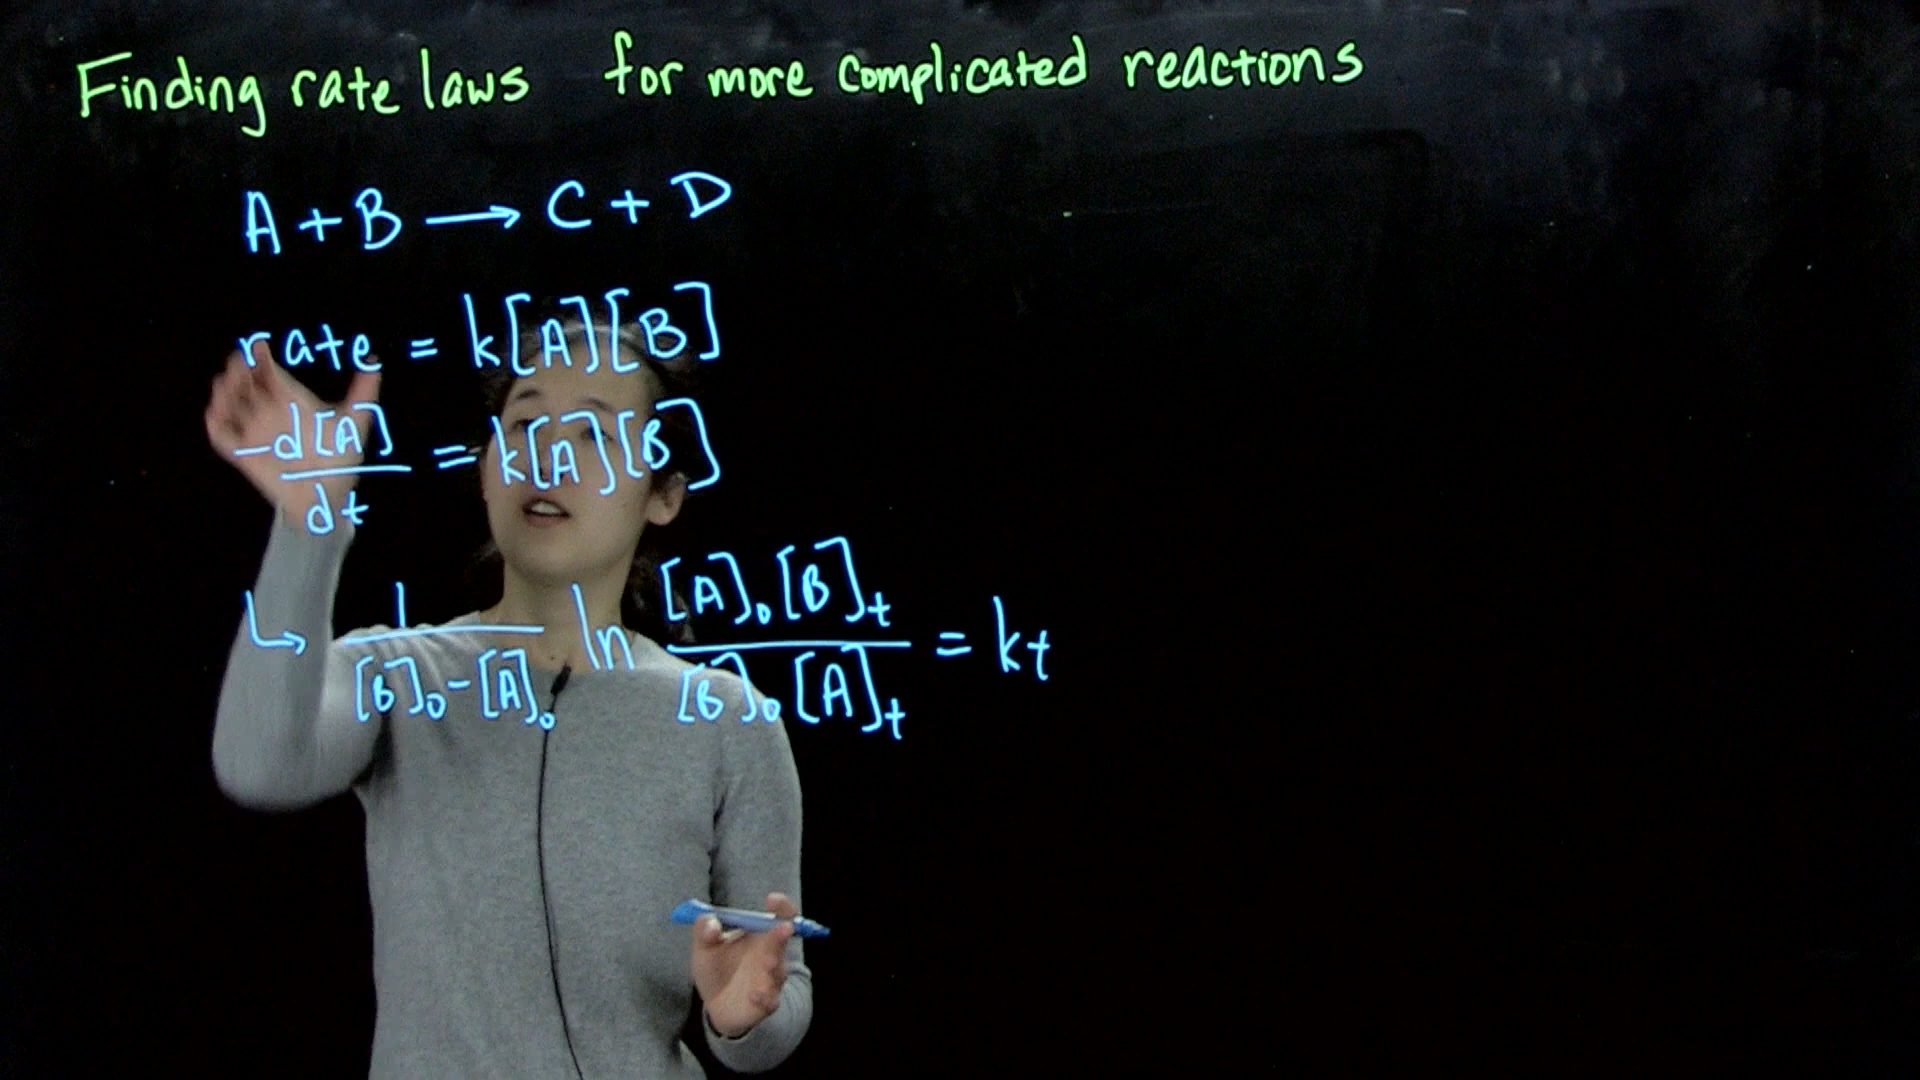 Finding rate laws for more complicated reactions
A + B → C + D
rate = k[A][B]
-d[A]/dt = k[A][B]
↳ 1/([B]₀-[A]₀) ln ([A]₀[B]ₜ)/([B]₀[A]ₜ) = kt